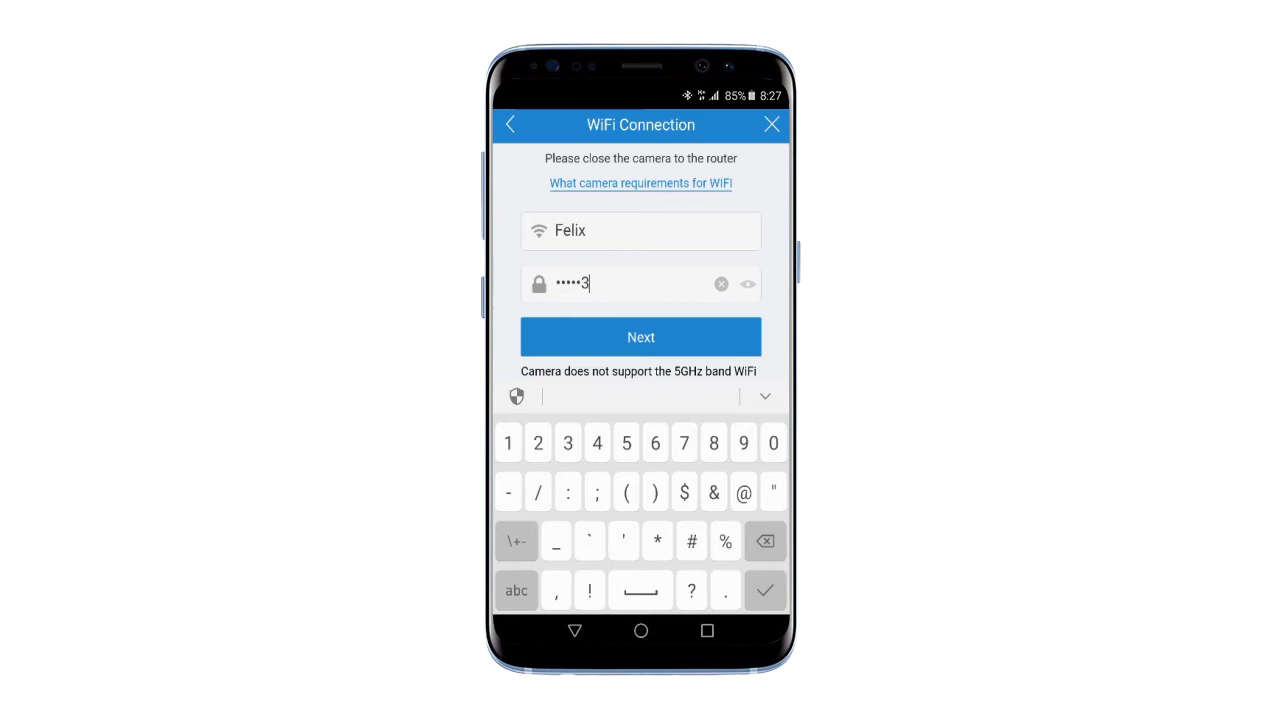 85% 8:27
WiFi Connection
Please close the camera to the router
What camera requirements for WIFI
Felix
•••••3
Next
Camera does not support the 5GHz band WiFi
1 2 3 4 5 6 7 8 9 0
- / : ; ( ) $ & @ "
\+- _ ` ' * # %
abc , ! ? .